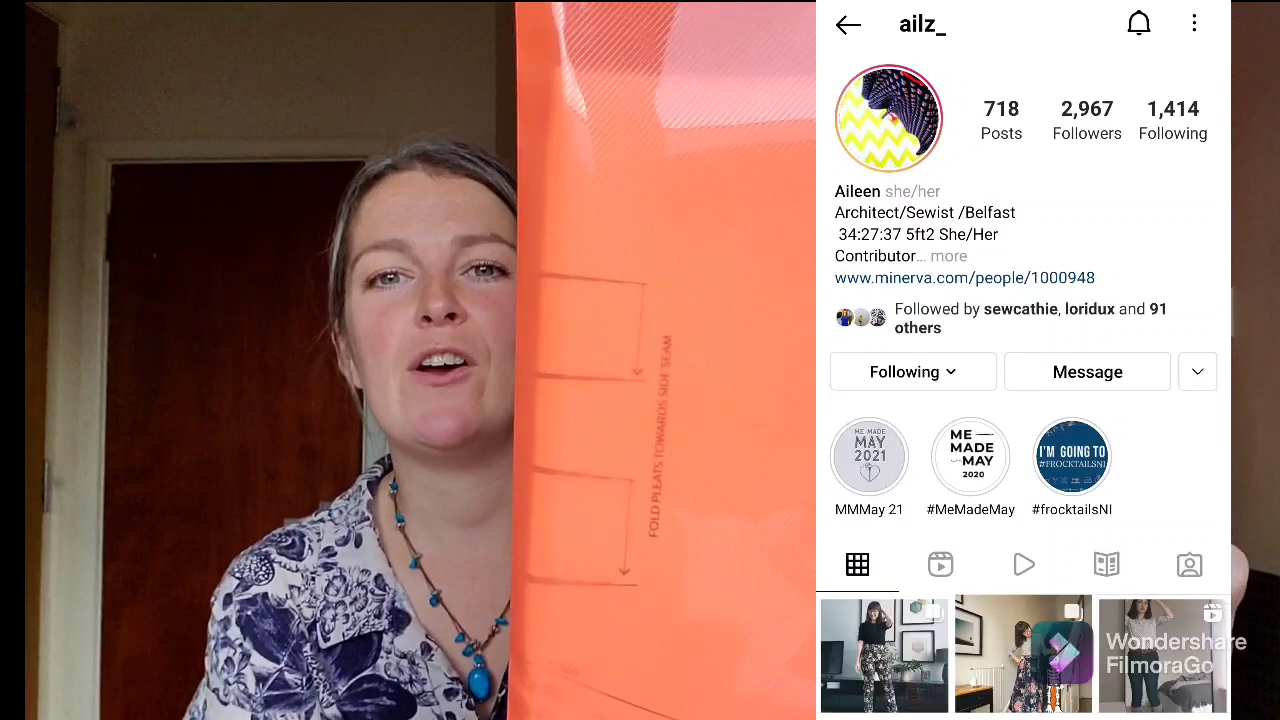 FOLD PLEATS TOWARDS SIDE SEAM
ailz_
718 2,967 1,414
Posts Followers Following
Aileen she/her
Architect/Sewist /Belfast
34:27:37 5ft2 She/Her
Contributor... more
www.minerva.com/people/1000948
Followed by sewcathie, loridux and 91
others
Following Message
ME MADE
MAY
2021
ME
MADE
MAY
2020
I'M GOING TO
#FROCKTAILSNI
MMMay 21 #MeMadeMay #frocktailsNI
Wondershare
FilmoraGo